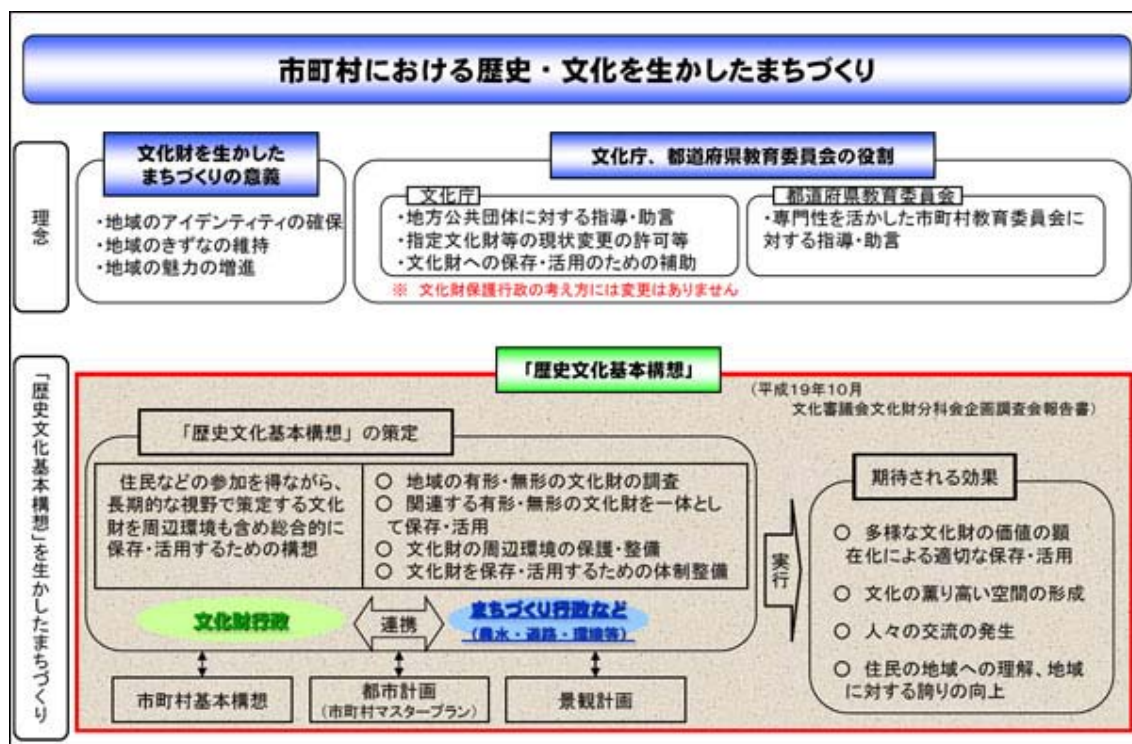 市町村における歴史・文化を生かしたまちづくり
理念
文化財を生かした
まちづくりの意義
・地域のアイデンティティの確保
・地域のきずなの維持
・地域の魅力の増進
文化庁、都道府県教育委員会の役割
文化庁
・地方公共団体に対する指導・助言
・指定文化財等の現状変更の許可等
・文化財への保存・活用のための補助
都道府県教育委員会
・専門性を活かした市町村教育委員会に
対する指導・助言
※ 文化財保護行政の考え方には変更はありません
「歴史文化基本構想」を生かしたまちづくり
「歴史文化基本構想」
(平成19年10月
文化審議会文化財分科会企画調査会報告書)
「歴史文化基本構想」の策定
住民などの参加を得ながら、
長期的な視野で策定する文化
財を周辺環境も含め総合的に
保存・活用するための構想
○ 地域の有形・無形の文化財の調査
○ 関連する有形・無形の文化財を一体とし
て保存・活用
○ 文化財の周辺環境の保護・整備
○ 文化財を保存・活用するための体制整備
文化財行政
連携
まちづくり行政など
(農水・道路・環境等)
市町村基本構想
都市計画
(市町村マスタープラン)
景観計画
実行
期待される効果
○ 多様な文化財の価値の顕
在化による適切な保存・活用
○ 文化の薫り高い空間の形成
○ 人々の交流の発生
○ 住民の地域への理解、地域
に対する誇りの向上